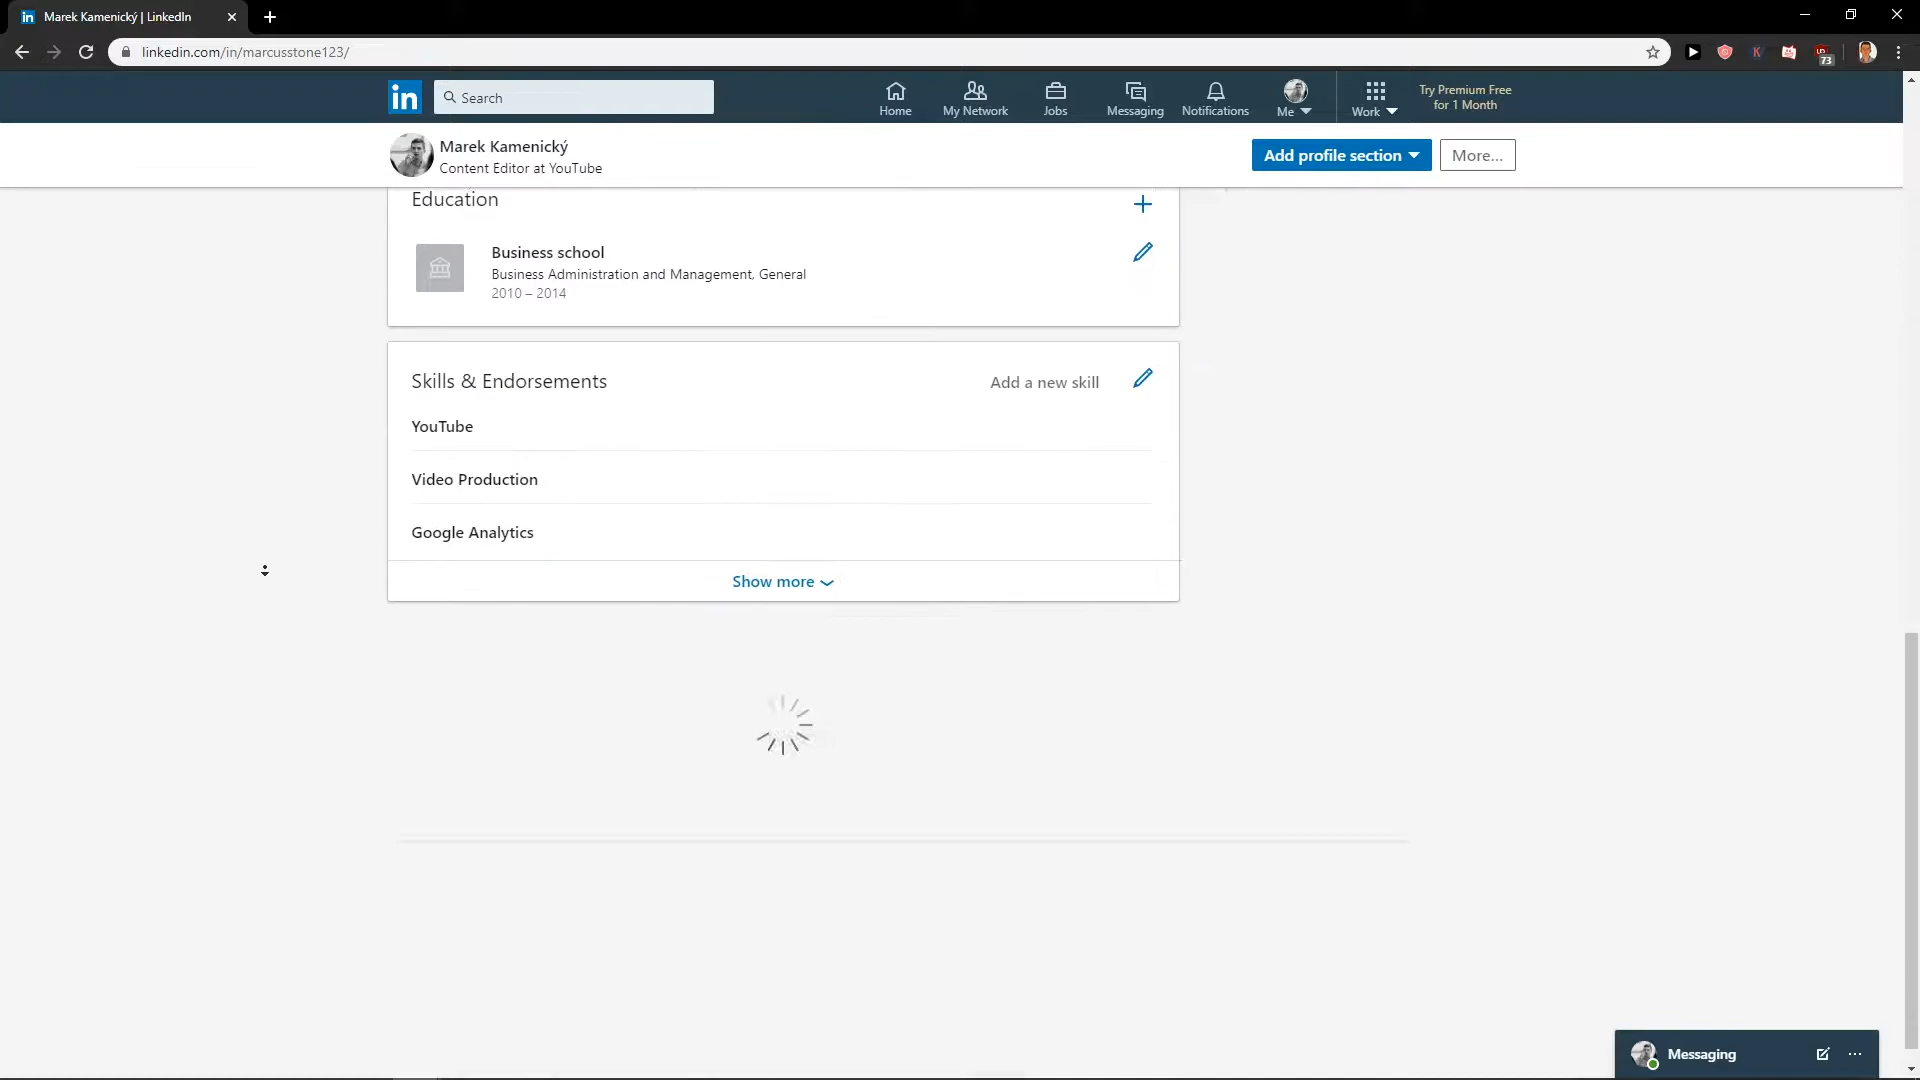 Marek Kamenický | LinkedIn
linkedin.com/in/marcusstone123/
73
in
Search
Home
My Network
Jobs
Messaging
Notifications
Me
Work
Try Premium Free
for 1 Month
Marek Kamenický
Content Editor at YouTube
Add profile section
More...
Education
Business school
Business Administration and Management, General
2010 – 2014
Skills & Endorsements
Add a new skill
YouTube
Video Production
Google Analytics
Show more
Messaging